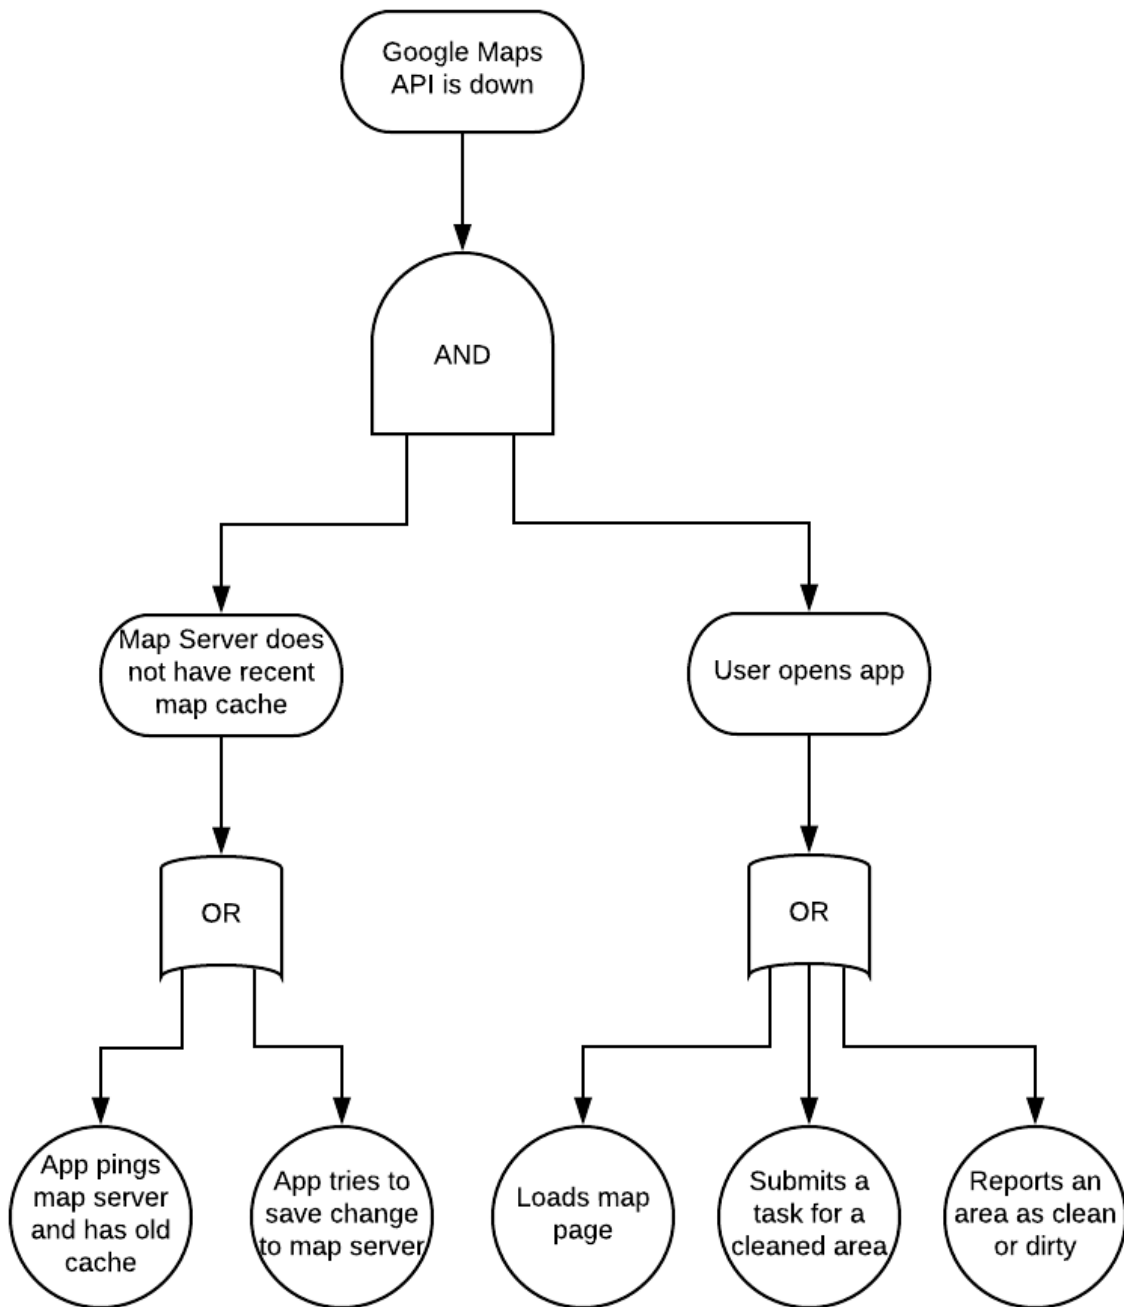 Google Maps
API is down
AND
Map Server does
not have recent
map cache
User opens app
OR
OR
App pings
map server
and has old
cache
App tries to
save change
to map server
Loads map
page
Submits a
task for a
cleaned area
Reports an
area as clean
or dirty